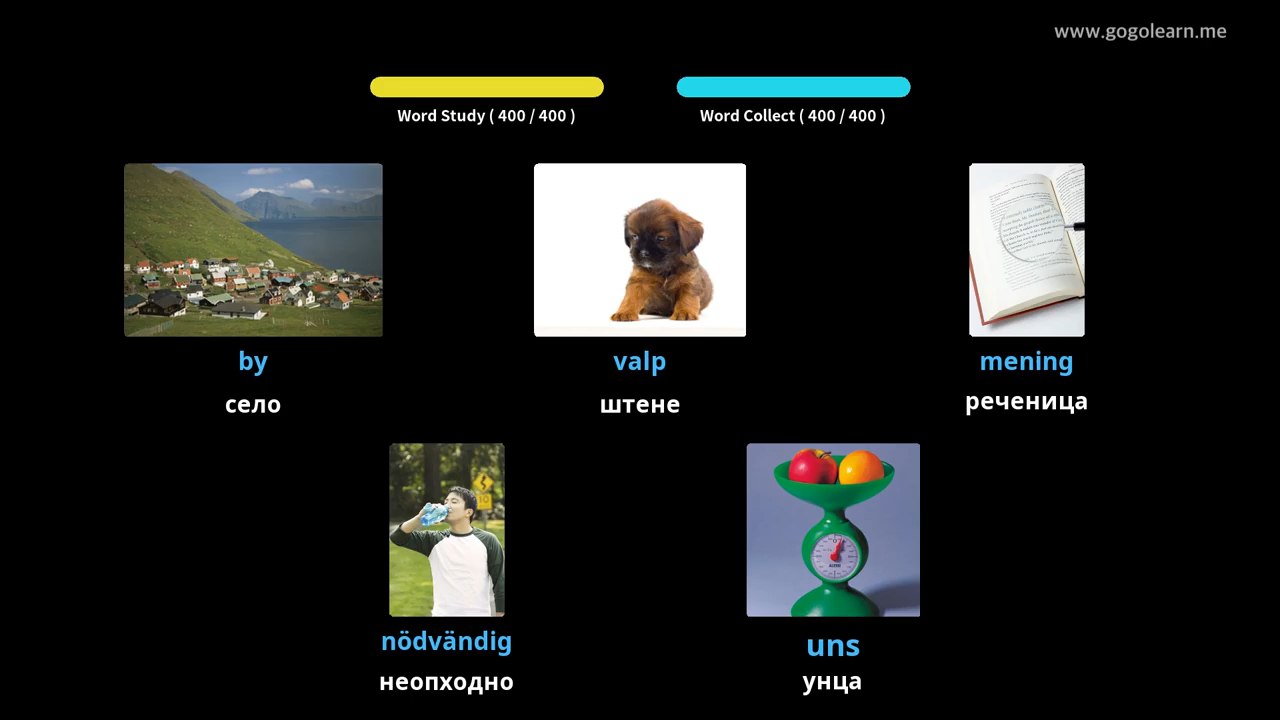 www.gogolearn.me
Word Study ( 400 / 400 )
Word Collect ( 400 / 400 )
by
valp
mening
село
штене
реченица
nödvändig
uns
неопходно
унца